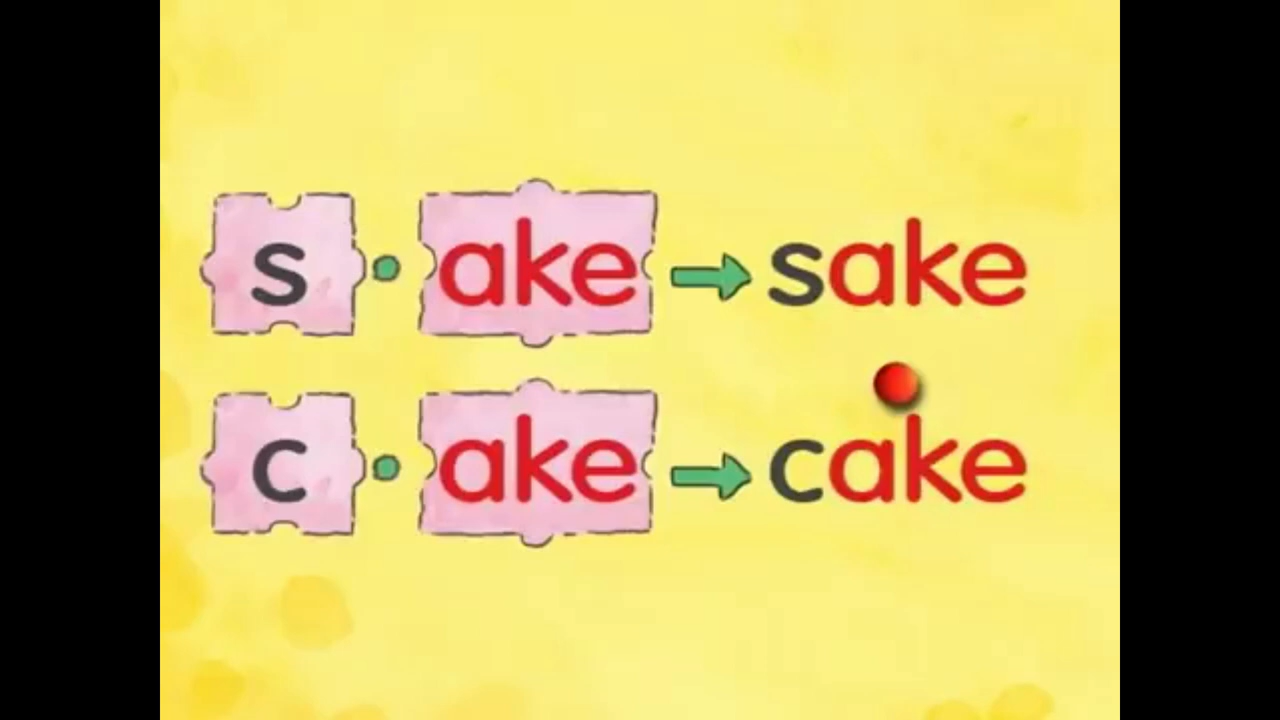 s • ake → sake
c • ake → cake